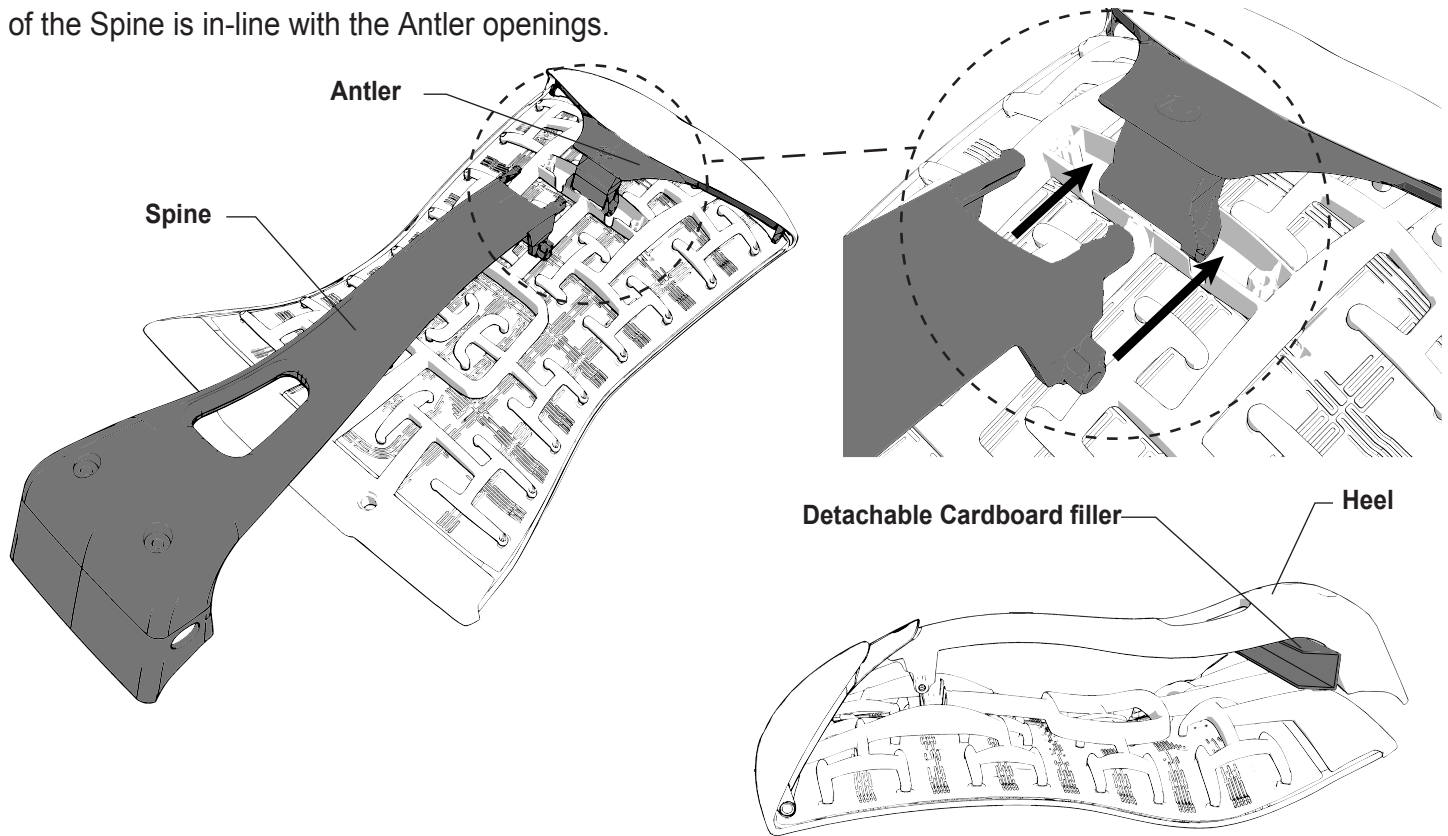 of the Spine is in-line with the Antler openings.
Antler
Spine
Detachable Cardboard filler
Heel